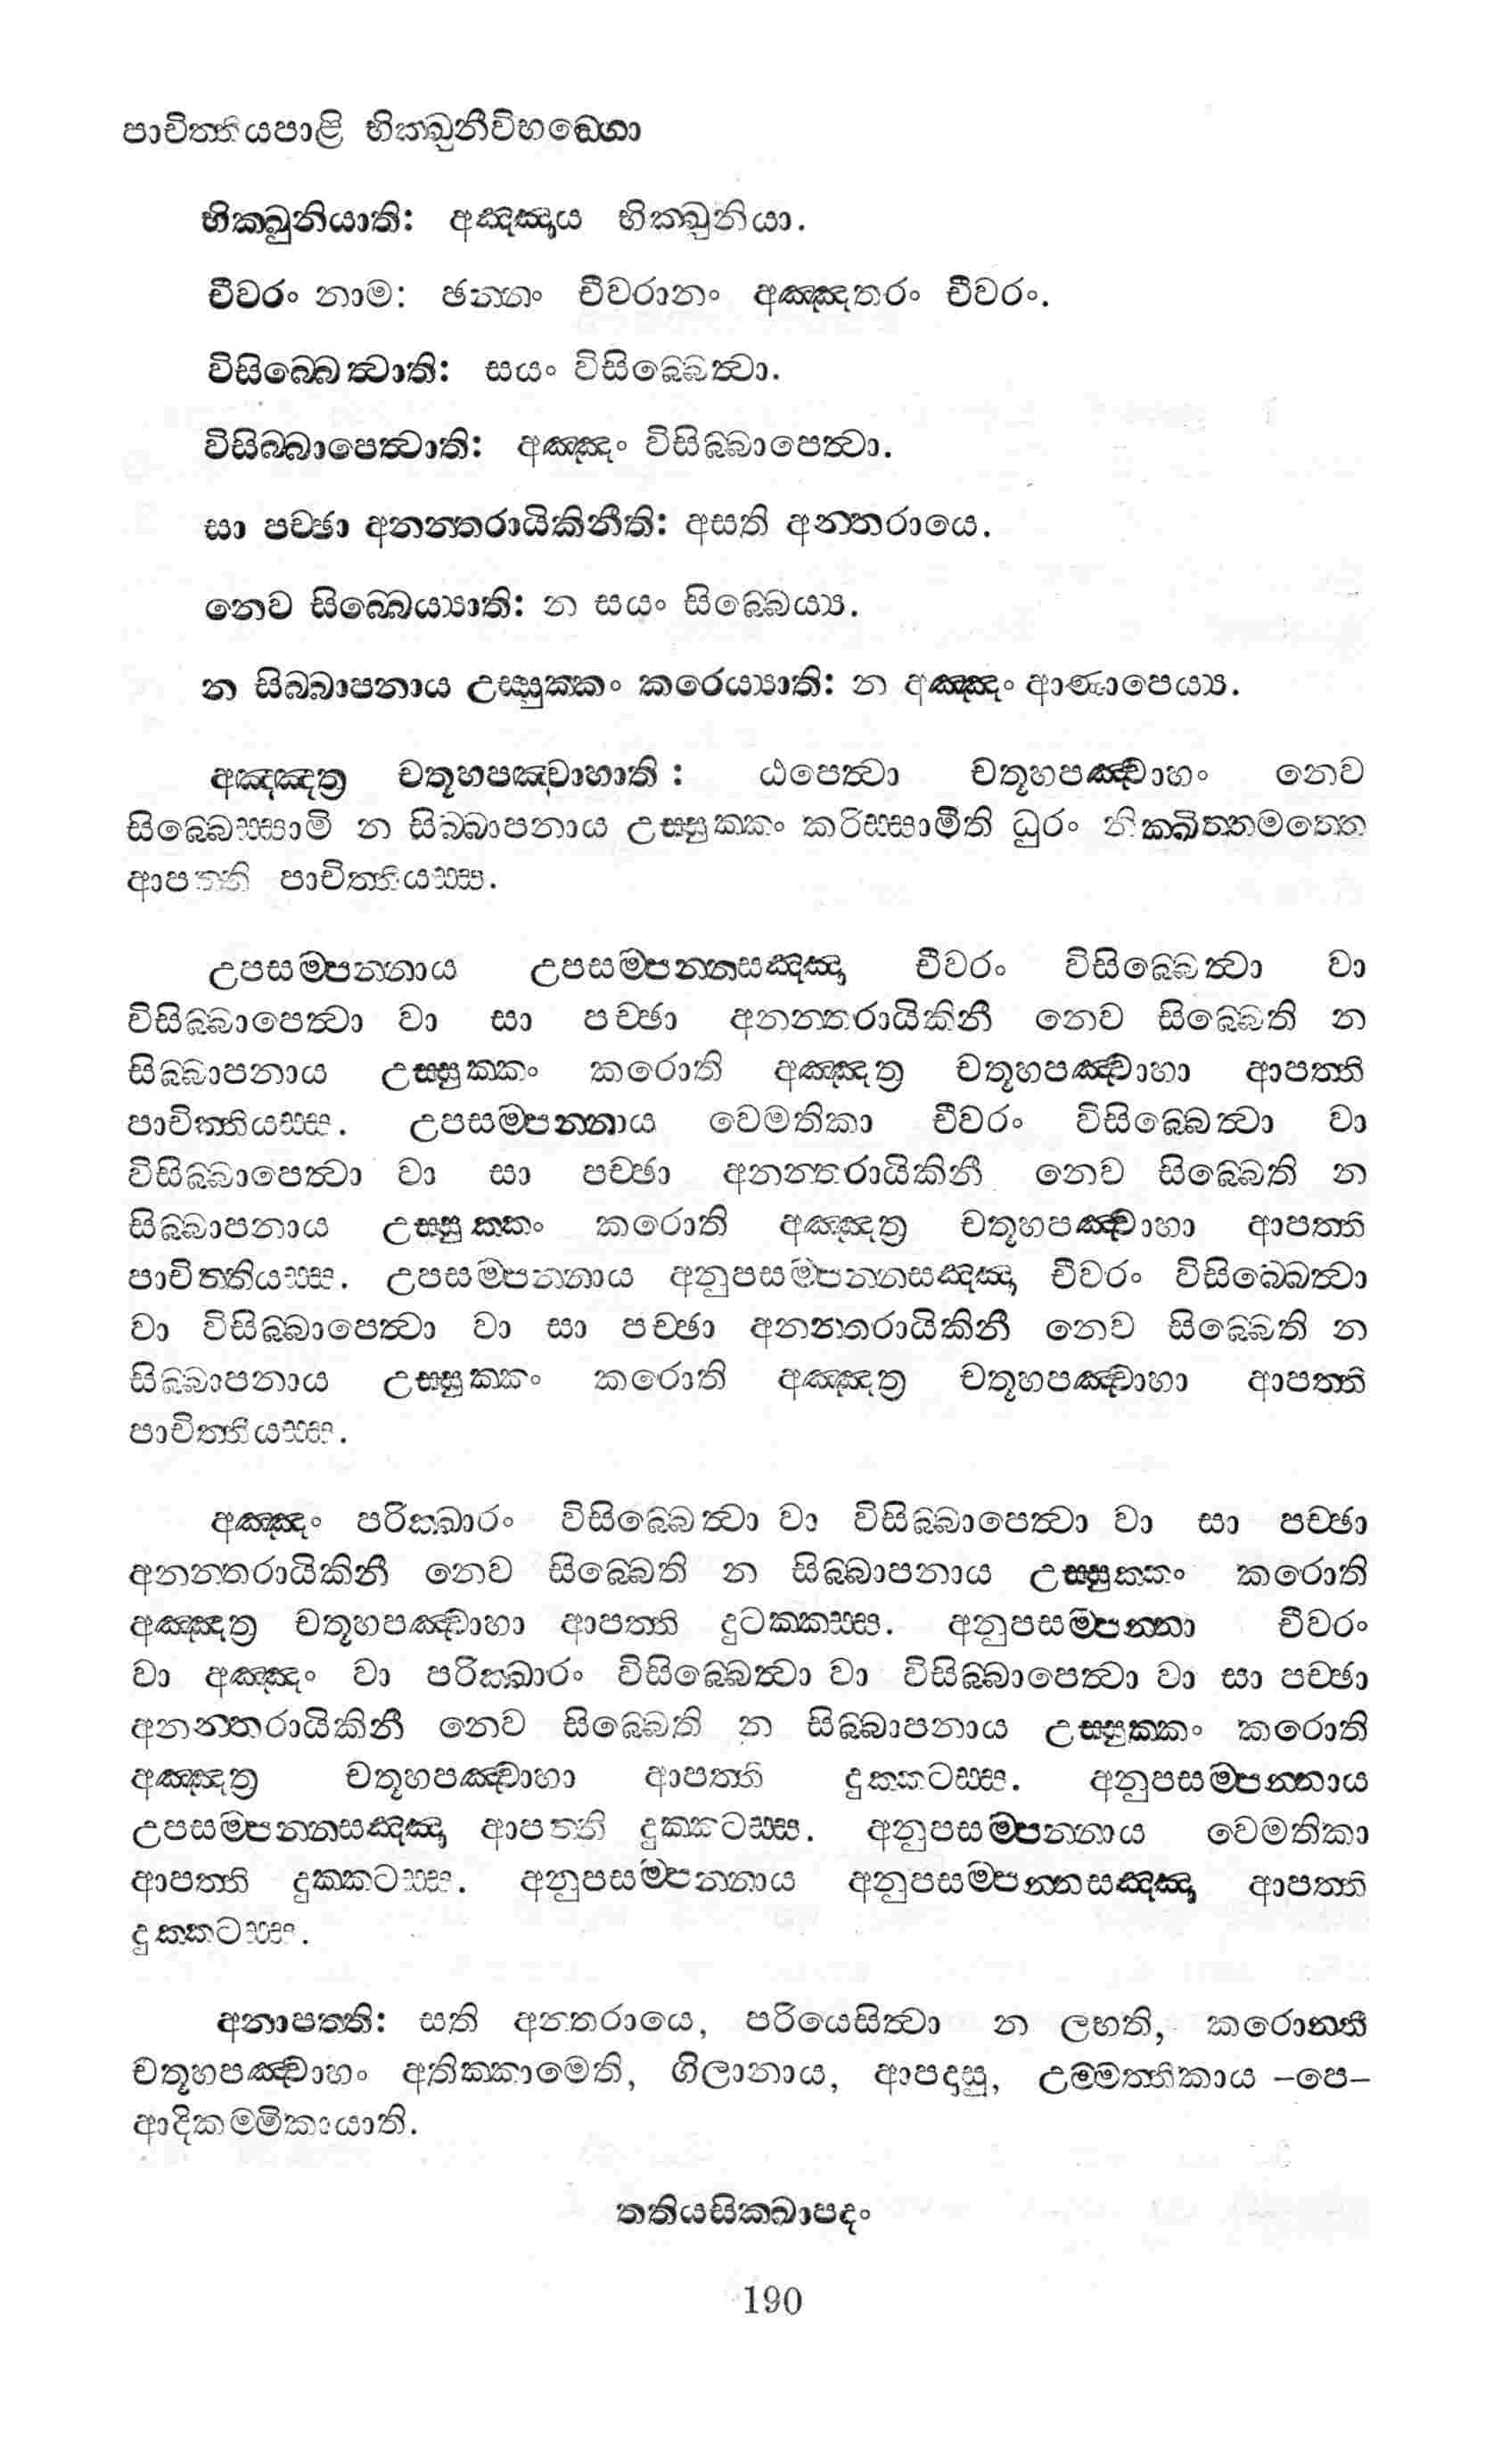 පාචිත්තියපාළි භික්ඛුනීවිභඞ්ගො
භික්ඛුනියාති: අඤ්ඤාය භික්ඛුනියා.
චීවරං නාම: ඡන්නං චීවරානං අඤ්ඤතරං චීවරං.
විසිබ්බෙත්වාති: සයං විසිබ්බෙත්වා.
විසිබ්බාපෙත්වාති: අඤ්ඤං විසිබ්බාපෙත්වා.
සා පච්ඡා අනන්තරායිකිනීති: අසති අන්තරායෙ.
නෙව සිබ්බෙය්‍යාති: න සයං සිබ්බෙය්‍ය.
න සිබ්බාපනාය උස්සුක්කං කරෙය්‍යාති: න අඤ්ඤං ආණාපෙය්‍ය.
අඤ්ඤත්‍ර චතූහපඤ්චාහාති : ඨපෙත්වා චතූහපඤ්චාහං නෙව
සිබ්බෙස්සාමි න සිබ්බාපනාය උස්සුක්කං කරිස්සාමීති ධුරං නික්ඛිත්තමත්තෙ
ආපත්ති පාචිත්තියස්ස.
උපසම්පන්නාය උපසම්පන්නසඤ්ඤා චීවරං විසිබ්බෙත්වා වා
විසිබ්බාපෙත්වා වා සා පච්ඡා අනන්තරායිකිනී නෙව සිබ්බෙති න
සිබ්බාපනාය උස්සුක්කං කරොති අඤ්ඤත්‍ර චතූහපඤ්චාහා ආපත්ති
පාචිත්තියස්ස. උපසම්පන්නාය වෙමතිකා චීවරං විසිබ්බෙත්වා වා
විසිබ්බාපෙත්වා වා සා පච්ඡා අනන්තරායිකිනී නෙව සිබ්බෙති න
සිබ්බාපනාය උස්සුක්කං කරොති අඤ්ඤත්‍ර චතූහපඤ්චාහා ආපත්ති
පාචිත්තියස්ස. උපසම්පන්නාය අනුපසම්පන්නසඤ්ඤා චීවරං විසිබ්බෙත්වා
වා විසිබ්බාපෙත්වා වා සා පච්ඡා අනන්තරායිකිනී නෙව සිබ්බෙති න
සිබ්බාපනාය උස්සුක්කං කරොති අඤ්ඤත්‍ර චතූහපඤ්චාහා ආපත්ති
පාචිත්තියස්ස.
අඤ්ඤං පරික්ඛාරං විසිබ්බෙත්වා වා විසිබ්බාපෙත්වා වා සා පච්ඡා
අනන්තරායිකිනී නෙව සිබ්බෙති න සිබ්බාපනාය උස්සුක්කං කරොති
අඤ්ඤත්‍ර චතූහපඤ්චාහා ආපත්ති දුටක්කස්ස. අනුපසම්පන්නා චීවරං
වා අඤ්ඤං වා පරික්ඛාරං විසිබ්බෙත්වා වා විසිබ්බාපෙත්වා වා සා පච්ඡා
අනන්තරායිකිනී නෙව සිබ්බෙති න සිබ්බාපනාය උස්සුක්කං කරොති
අඤ්ඤත්‍ර චතූහපඤ්චාහා ආපත්ති දුක්කටස්ස. අනුපසම්පන්නාය
උපසම්පන්නසඤ්ඤා ආපත්ති දුක්කටස්ස. අනුපසම්පන්නාය වෙමතිකා
ආපත්ති දුක්කටස්ස. අනුපසම්පන්නාය අනුපසම්පන්නසඤ්ඤා ආපත්ති
දුක්කටස්ස.
අනාපත්ති: සති අන්තරායෙ, පරියෙසිත්වා න ලභති, කරොන්තී
චතූහපඤ්චාහං අතික්කාමෙති, ගිලානාය, ආපදාසු, උම්මත්තිකාය –පෙ–
ආදිකම්මිකායාති.
තතියසික්ඛාපදං
190